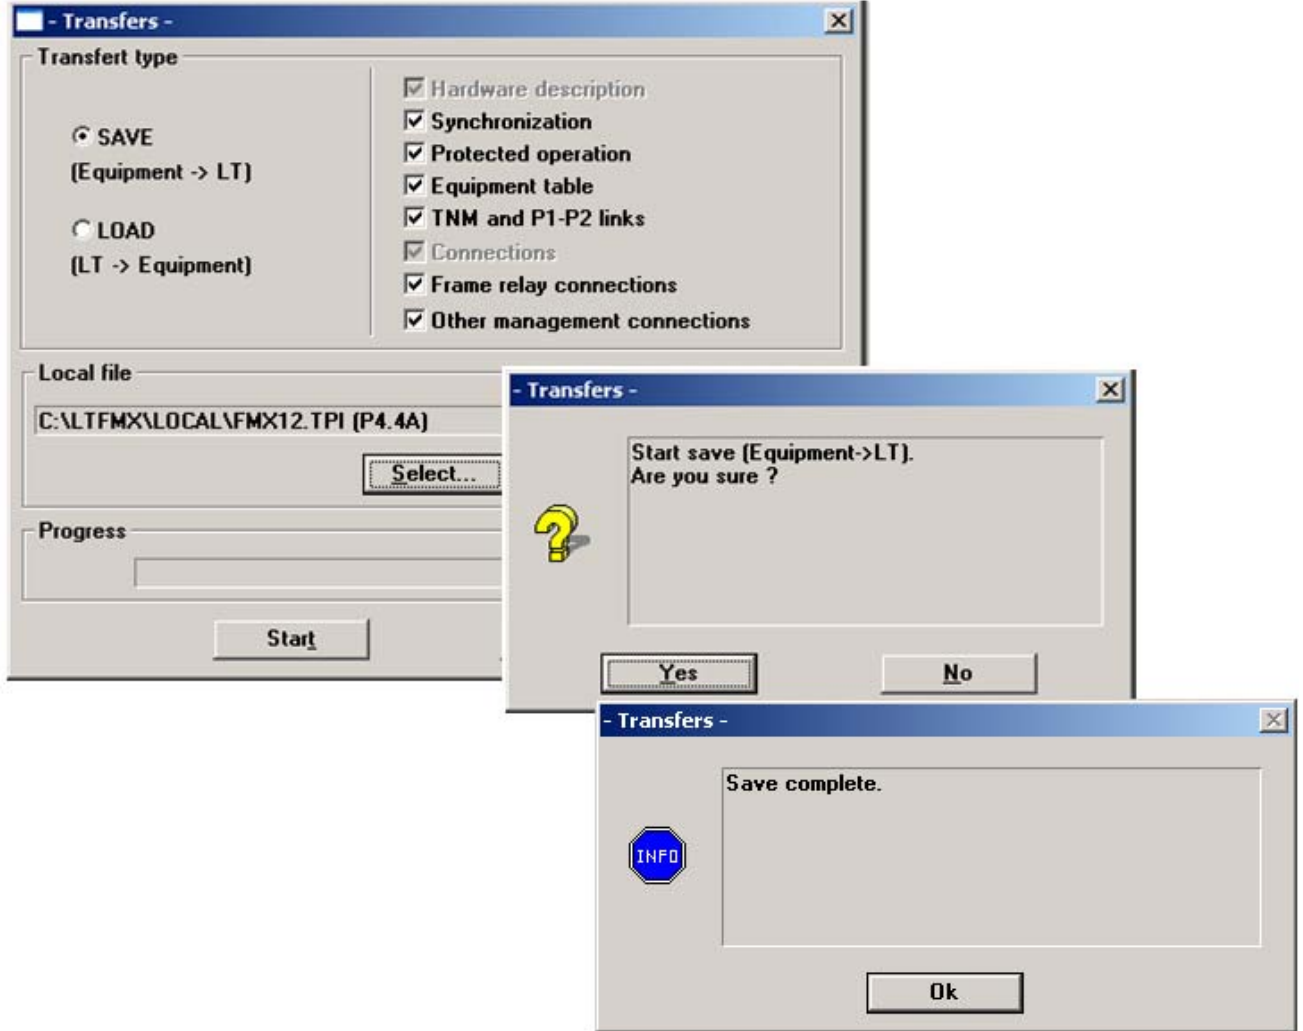 - Transfers -
Transfert type
SAVE
(Equipment -> LT)
LOAD
(LT -> Equipment)
Hardware description
Synchronization
Protected operation
Equipment table
TNM and P1-P2 links
Connections
Frame relay connections
Other management connections
Local file
C:\LTFMX\LOCAL\FMX12.TPI (P4.4A)
Select...
Progress
Start
- Transfers -
Start save (Equipment->LT).
Are you sure ?
Yes
No
- Transfers -
Save complete.
INFO
Ok